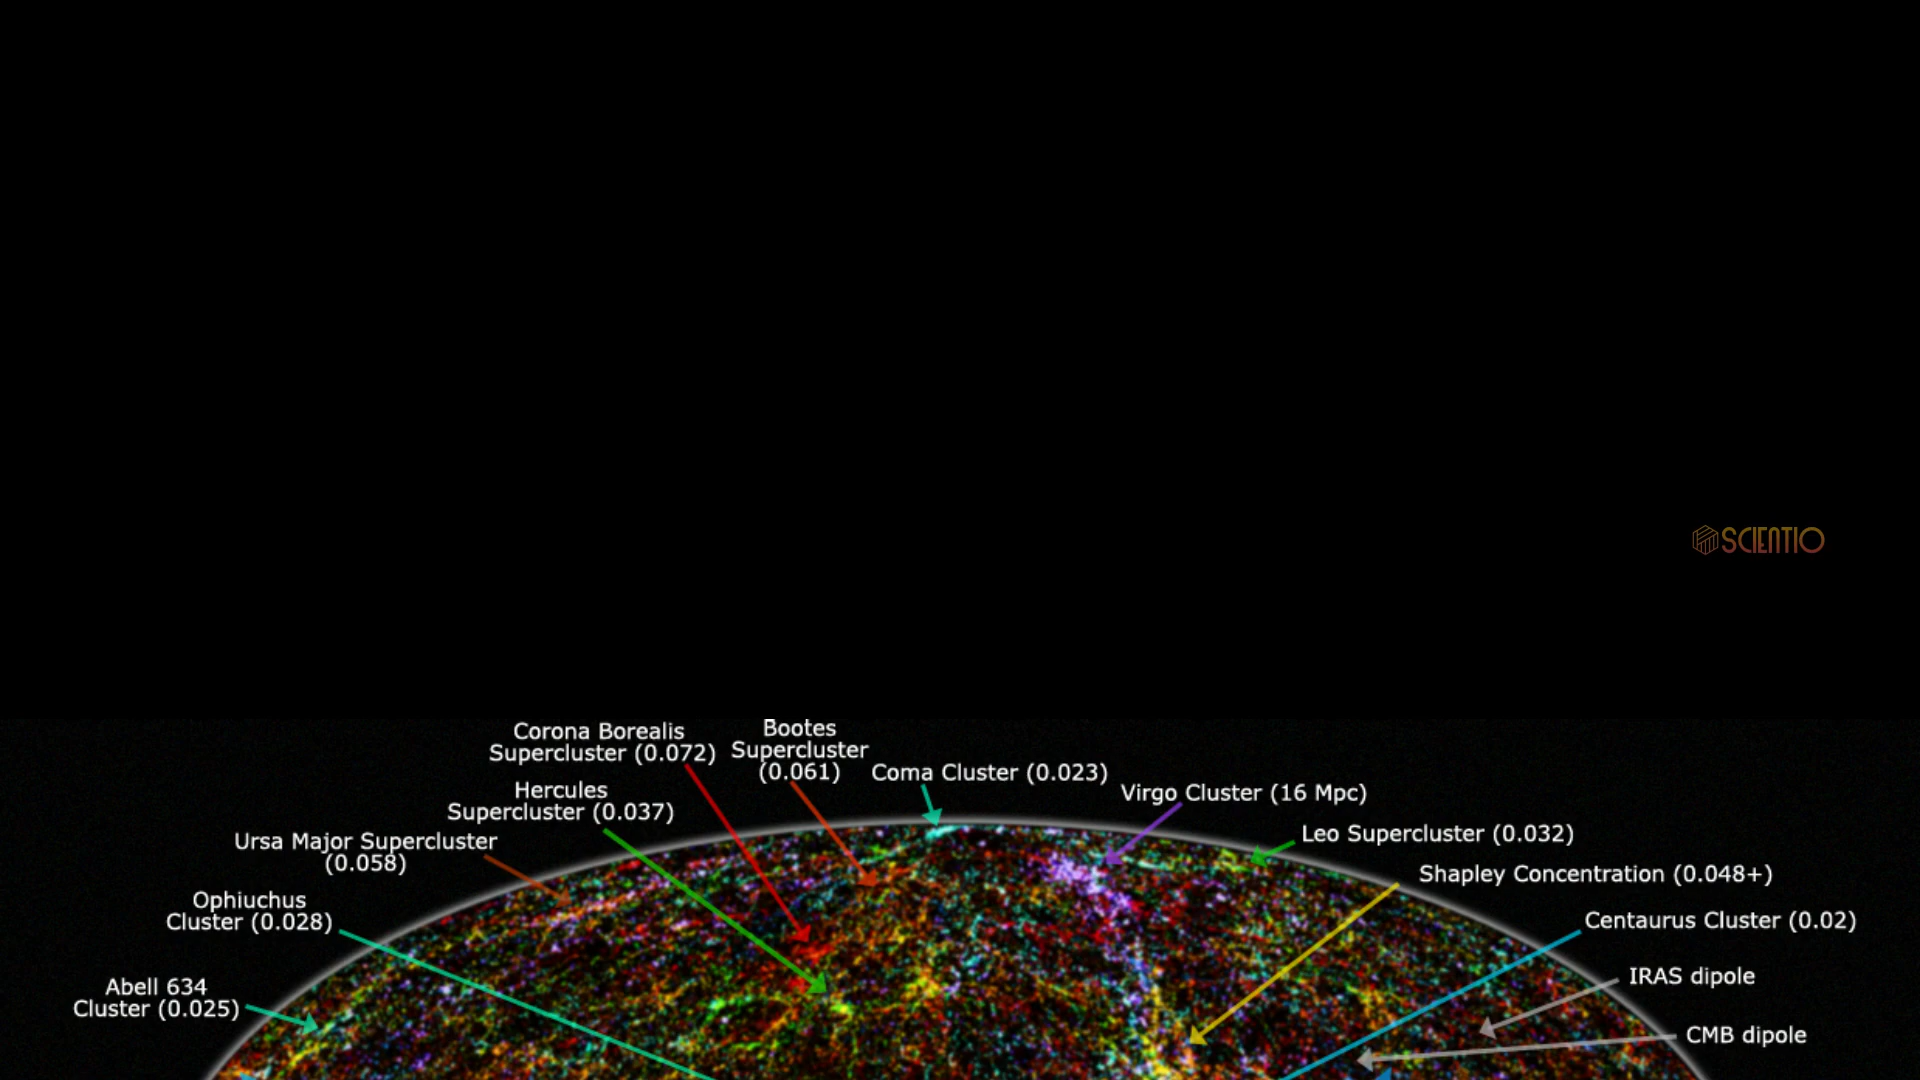 SCIENTIO
Corona Borealis
Supercluster (0.072)
Bootes
Supercluster
(0.061)
Coma Cluster (0.023)
Hercules
Supercluster (0.037)
Virgo Cluster (16 Mpc)
Ursa Major Supercluster
(0.058)
Leo Supercluster (0.032)
Shapley Concentration (0.048+)
Ophiuchus
Cluster (0.028)
Centaurus Cluster (0.02)
IRAS dipole
Abell 634
Cluster (0.025)
CMB dipole